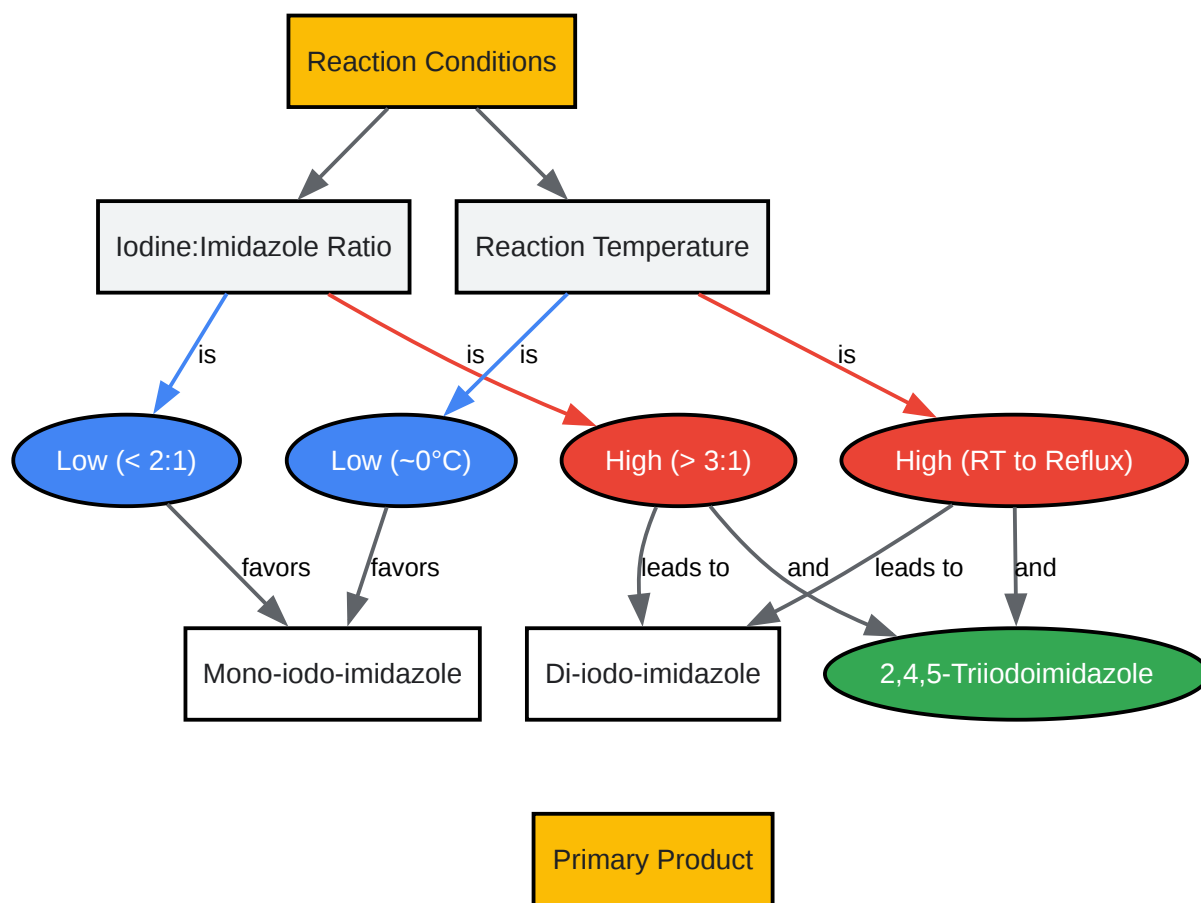 Reaction Conditions
Iodine:Imidazole Ratio
Reaction Temperature
is
is
is
is
Low (< 2:1)
Low (~0°C)
High (> 3:1)
High (RT to Reflux)
favors
favors
leads to
and
leads to
and
Mono-iodo-imidazole
Di-iodo-imidazole
2,4,5-Triiodoimidazole
Primary Product